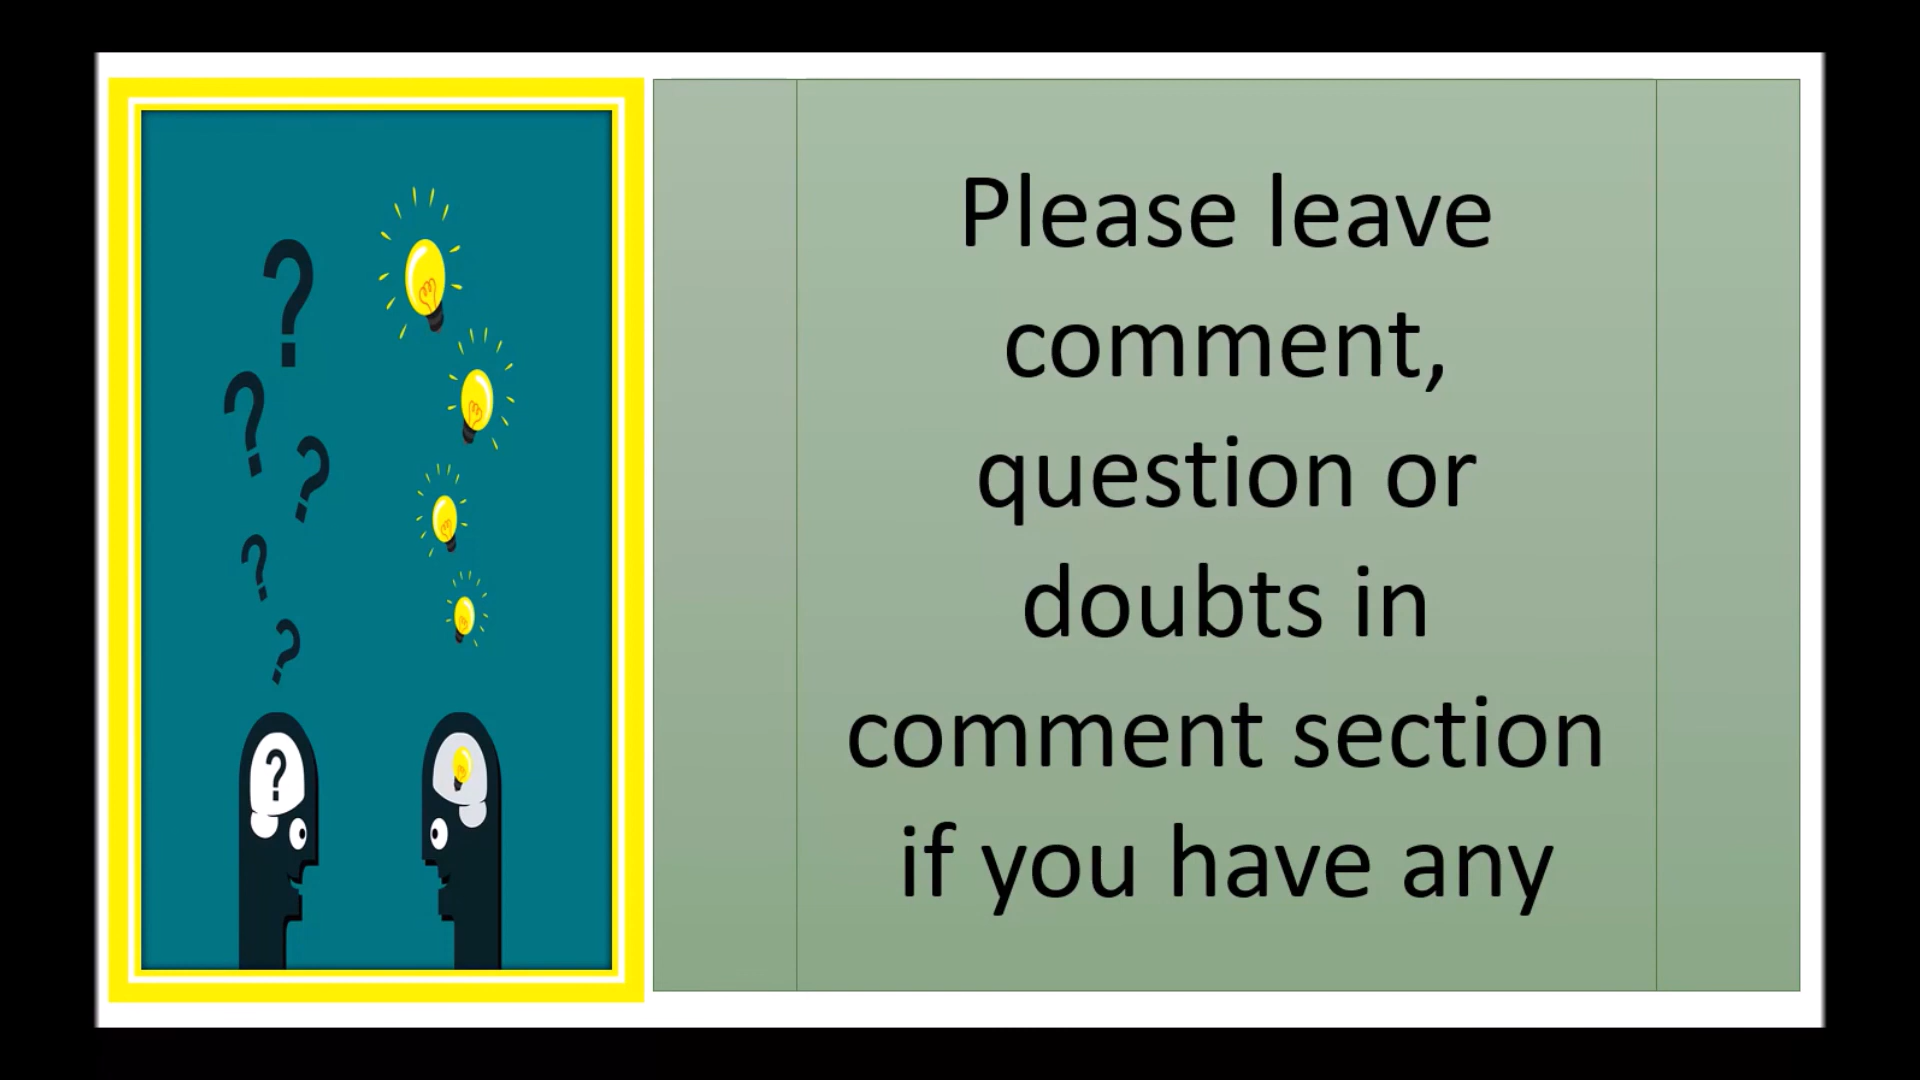 Please leave
comment,
question or
doubts in
comment section
if you have any